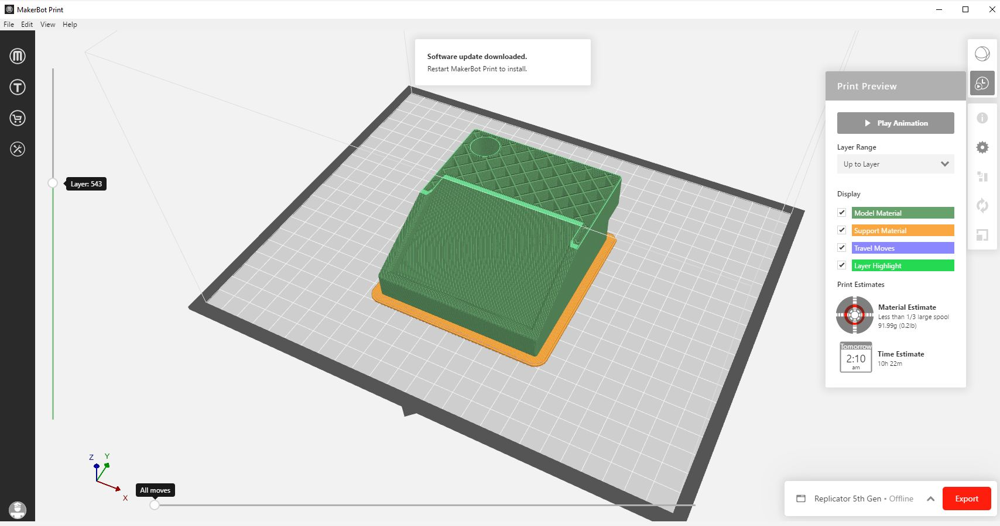 MakerBot Print
File Edit View Help
Software update downloaded.
Restart MakerBot Print to install.
Print Preview
Play Animation
Layer Range
Up to Layer
Layer: 543
Display
Model Material
Support Material
Travel Moves
Layer Highlight
Print Estimates
Material Estimate
Less than 1/3 large spool
91.99g (0.2lb)
Tomorrow
2:10
am
Time Estimate
10h 22m
Z Y
X
All moves
Replicator 5th Gen • Offline
Export